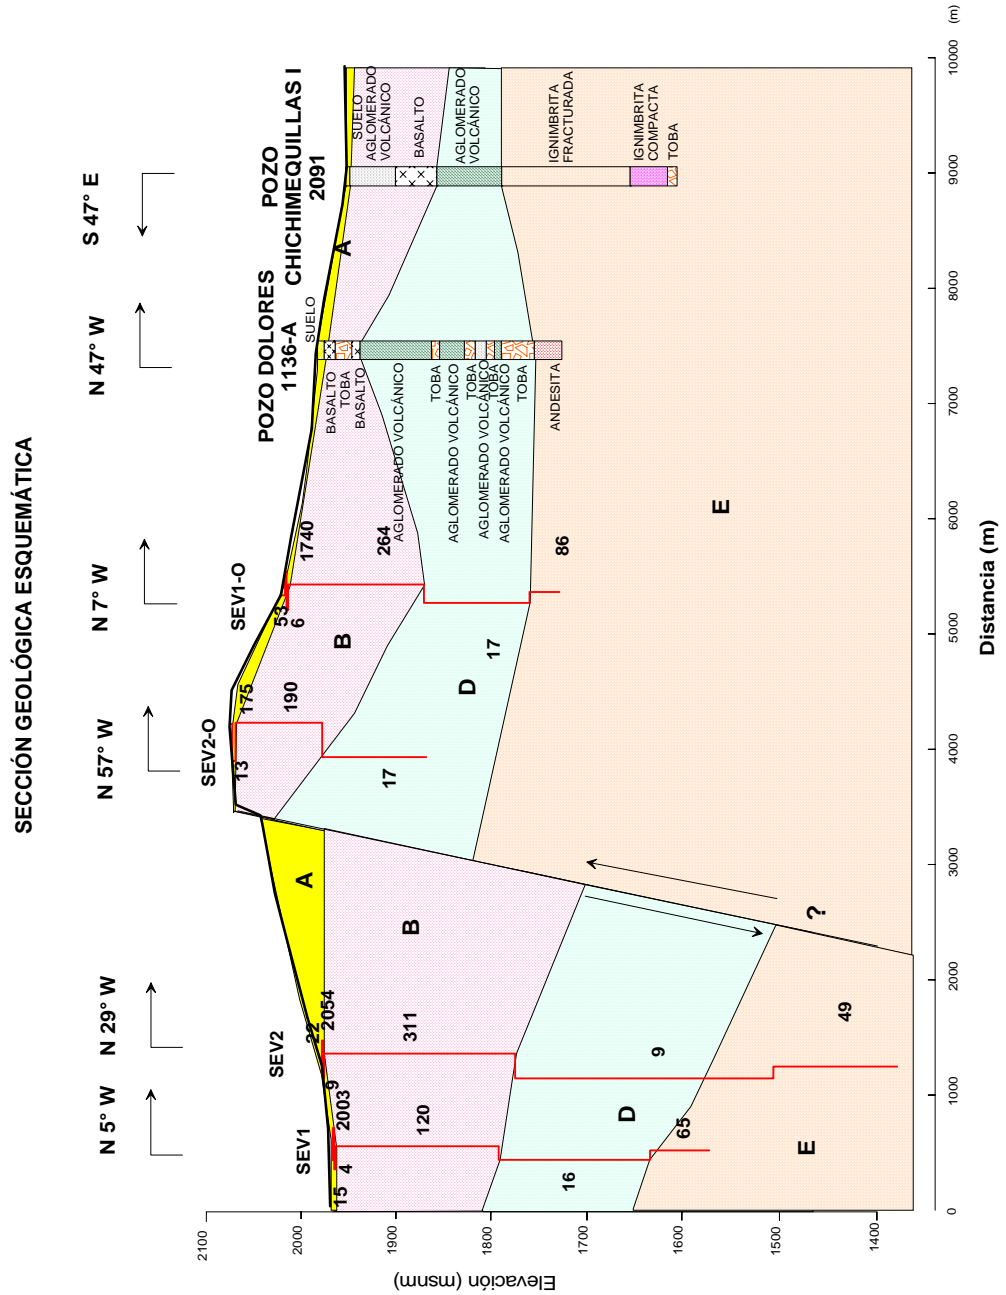 SECCIÓN GEOLÓGICA ESQUEMÁTICA
N 5° W
N 29° W
N 57° W
N 7° W
N 47° W
S 47° E
SEV1
SEV2
SEV2-O
SEV1-O
POZO DOLORES
1136-A
POZO
CHICHIMEQUILLAS I
2091
SUELO
BASALTO
TOBA
BASALTO
AGLOMERADO VOLCÁNICO
TOBA
AGLOMERADO VOLCÁNICO
TOBA
AGLOMERADO VOLCÁNICO
TOBA
AGLOMERADO VOLCÁNICO
TOBA
ANDESITA
SUELO
AGLOMERADO
VOLCÁNICO
BASALTO
AGLOMERADO
VOLCÁNICO
IGNIMBRITA
FRACTURADA
IGNIMBRITA
COMPACTA
TOBA
15
4
2003
120
16
65
9
22
2054
311
9
49
13
175
190
17
53
6
1740
264
17
86
A
B
D
E
A
B
D
E
?
2100
2000
1900
1800
1700
1600
1500
1400
Elevación (msnm)
0
1000
2000
3000
4000
5000
6000
7000
8000
9000
10000
(m)
Distancia (m)